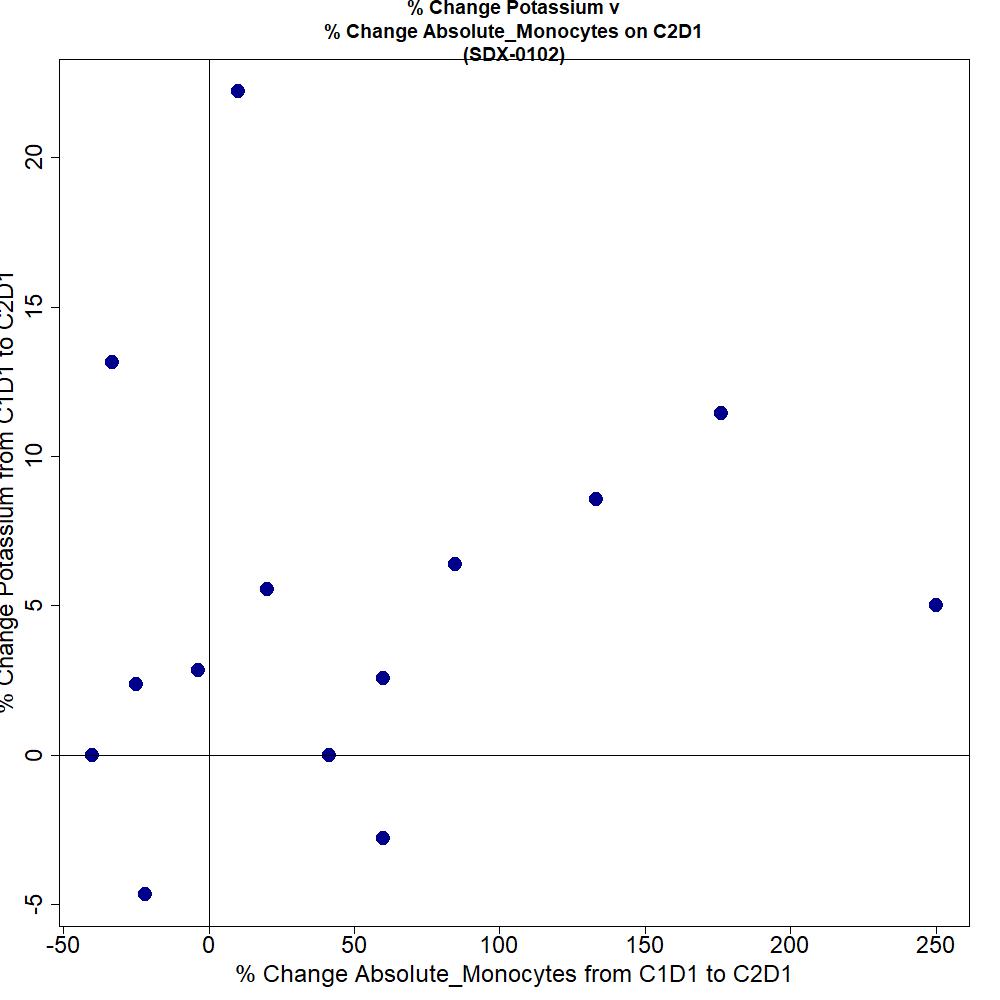 % Change Potassium v
% Change Absolute_Monocytes on C2D1
(SDX-0102)
% Change Potassium from C1D1 to C2D1
20
15
10
5
0
-5
-50 0 50 100 150 200 250
% Change Absolute_Monocytes from C1D1 to C2D1